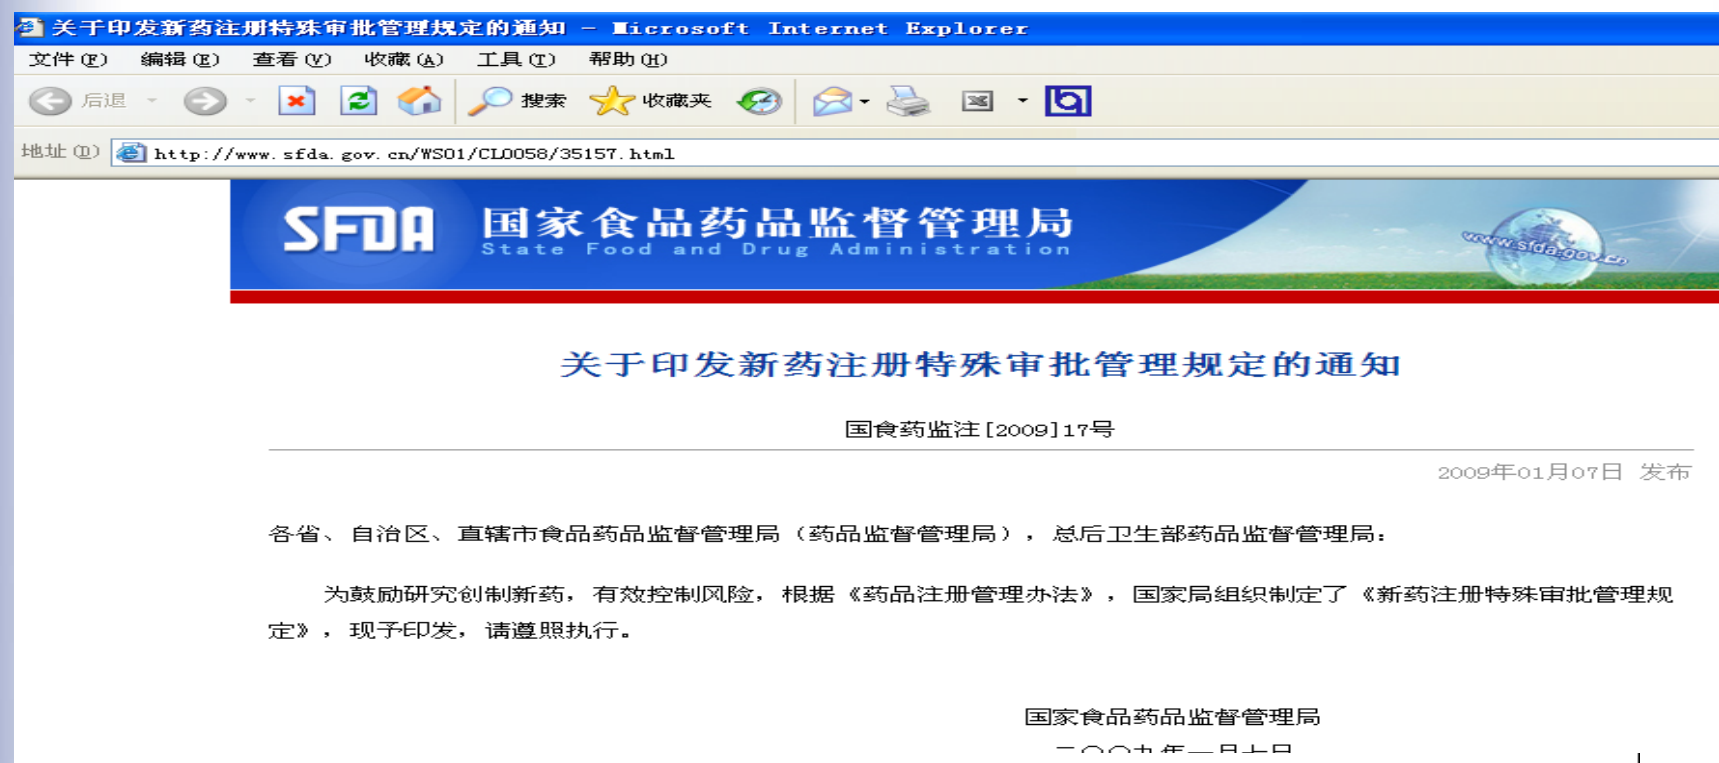 关于印发新药注册特殊审批管理规定的通知 - Microsoft Internet Explorer
文件(F) 编辑(E) 查看(V) 收藏(A) 工具(T) 帮助(H)
后退 搜索 收藏夹
地址(D) http://www.sfda.gov.cn/WS01/CL0058/35157.html
SFDA 国家食品药品监督管理局
State Food and Drug Administration
www.sfda.gov.cn
关于印发新药注册特殊审批管理规定的通知
国食药监注[2009]17号
2009年01月07日 发布
各省、自治区、直辖市食品药品监督管理局（药品监督管理局），总后卫生部药品监督管理局：
为鼓励研究创制新药，有效控制风险，根据《药品注册管理办法》，国家局组织制定了《新药注册特殊审批管理规
定》，现予印发，请遵照执行。
国家食品药品监督管理局
二〇〇九年一月七日